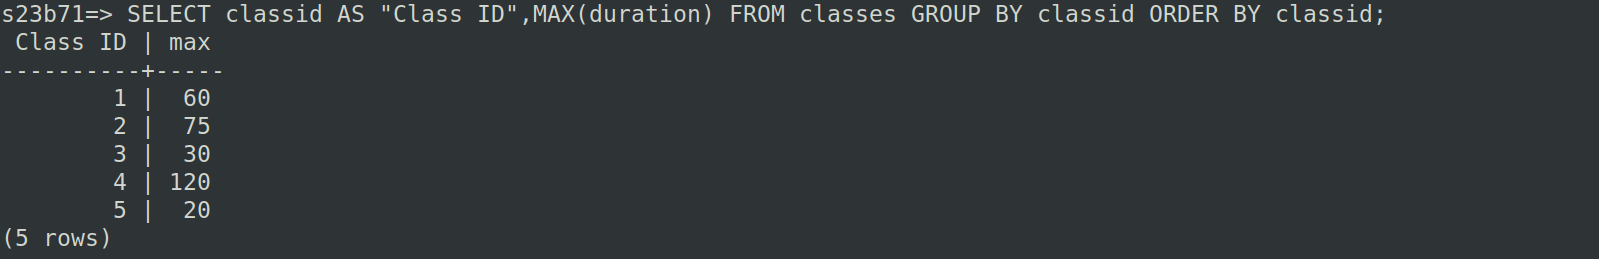 s23b71=> SELECT classid AS "Class ID",MAX(duration) FROM classes GROUP BY classid ORDER BY classid;
 Class ID | max
----------+-----
        1 |  60
        2 |  75
        3 |  30
        4 | 120
        5 |  20
(5 rows)